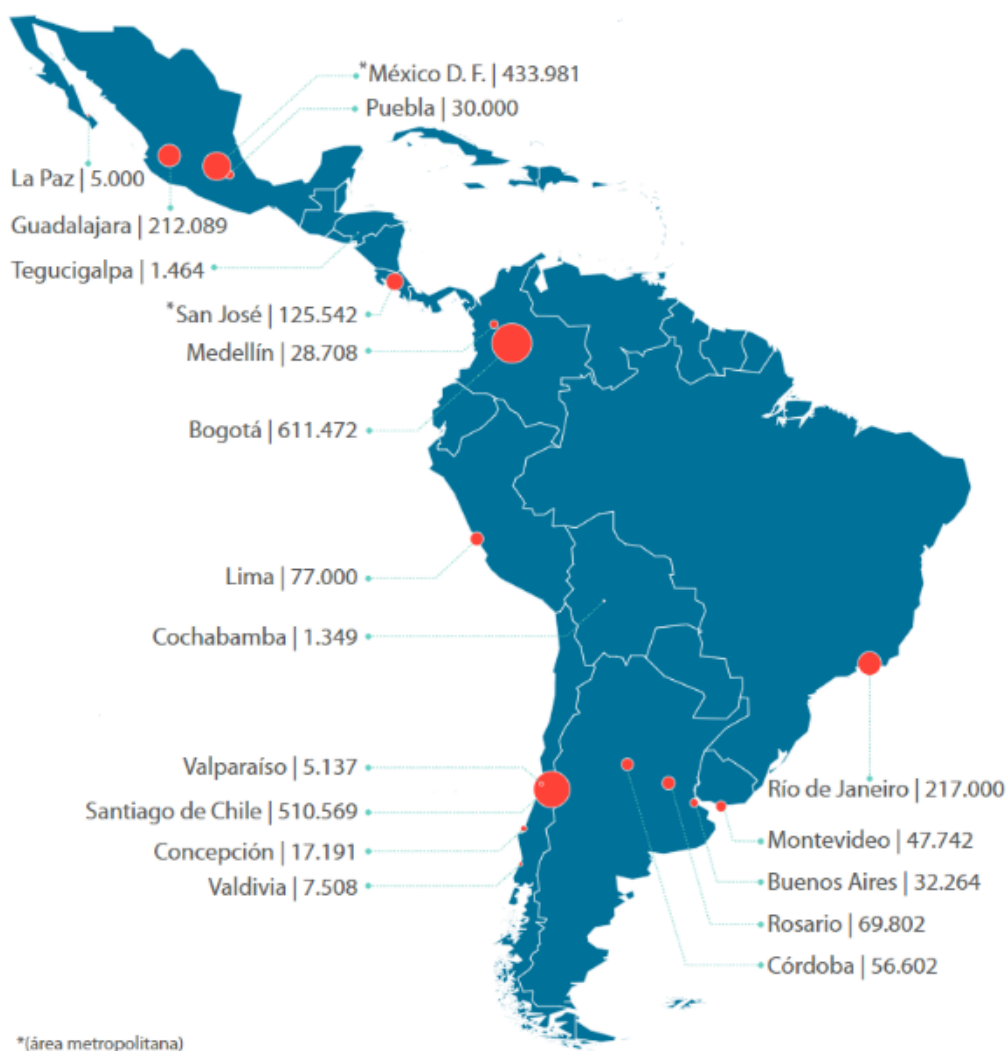 *México D. F. | 433.981
Puebla | 30.000
La Paz | 5.000
Guadalajara | 212.089
Tegucigalpa | 1.464
*San José | 125.542
Medellín | 28.708
Bogotá | 611.472
Lima | 77.000
Cochabamba | 1.349
Valparaíso | 5.137
Santiago de Chile | 510.569
Concepción | 17.191
Valdivia | 7.508
Río de Janeiro | 217.000
Montevideo | 47.742
Buenos Aires | 32.264
Rosario | 69.802
Córdoba | 56.602
*(área metropolitana)